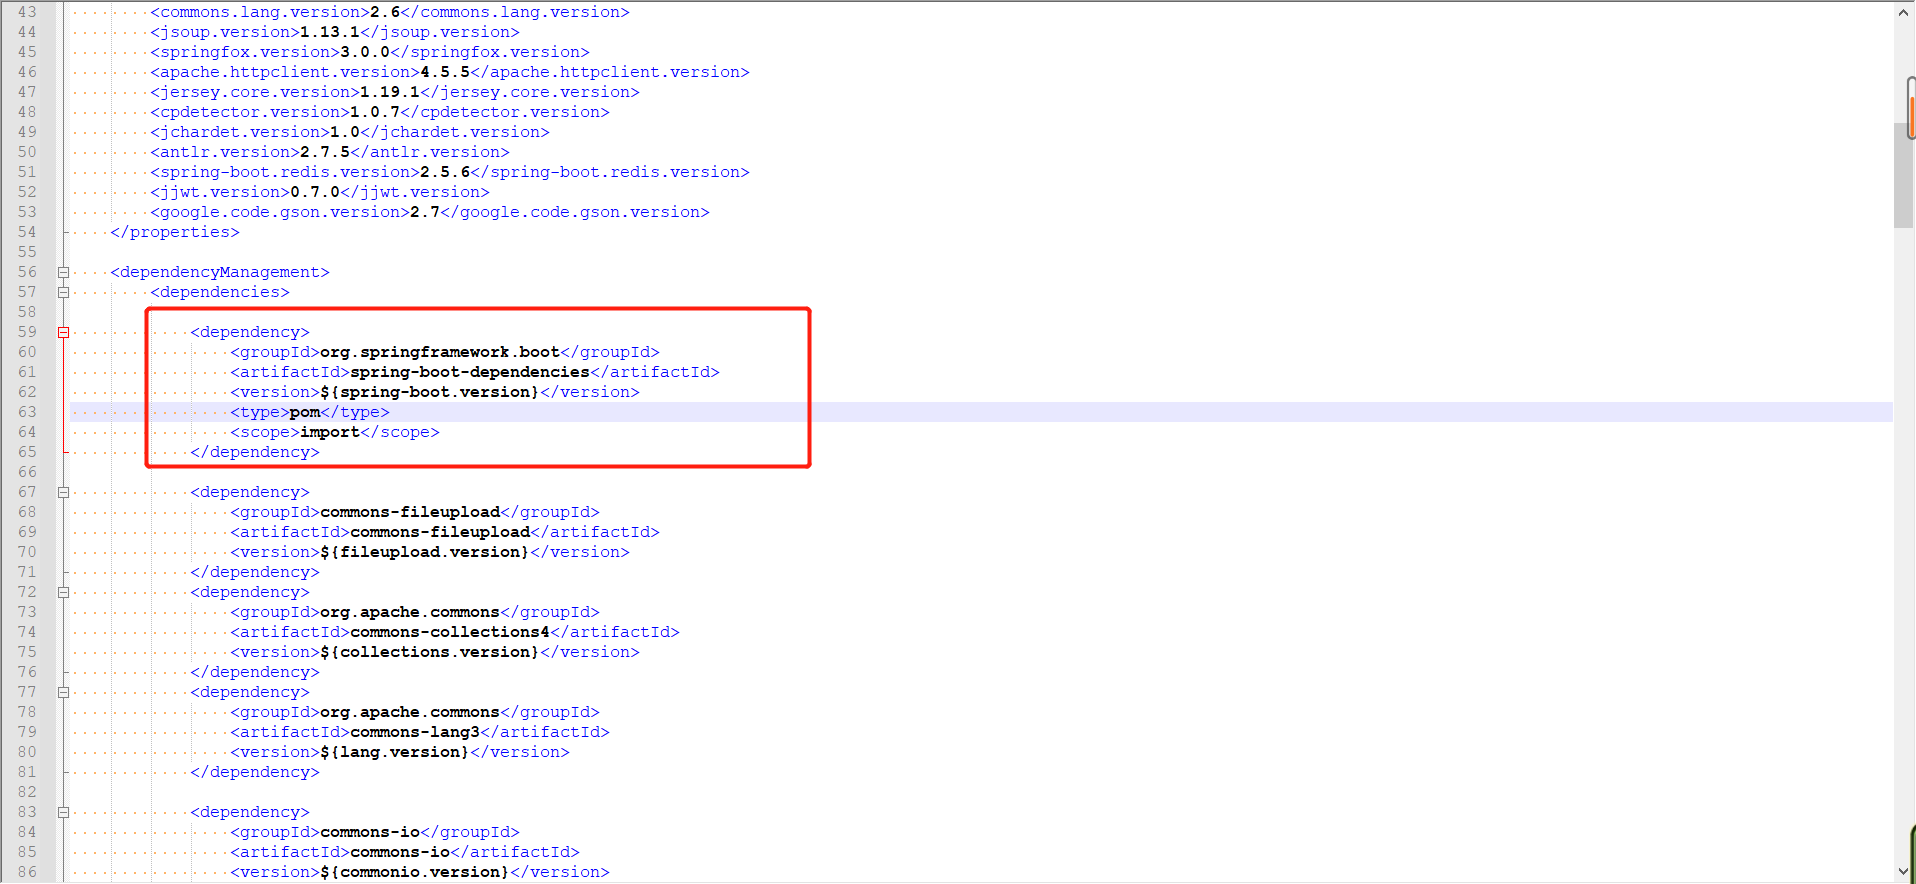 43 <commons.lang.version>2.6</commons.lang.version>
44 <jsoup.version>1.13.1</jsoup.version>
45 <springfox.version>3.0.0</springfox.version>
46 <apache.httpclient.version>4.5.5</apache.httpclient.version>
47 <jersey.core.version>1.19.1</jersey.core.version>
48 <cpdetector.version>1.0.7</cpdetector.version>
49 <jchardet.version>1.0</jchardet.version>
50 <antlr.version>2.7.5</antlr.version>
51 <spring-boot.redis.version>2.5.6</spring-boot.redis.version>
52 <jjwt.version>0.7.0</jjwt.version>
53 <google.code.gson.version>2.7</google.code.gson.version>
54 </properties>
55
56 <dependencyManagement>
57 <dependencies>
58
59 <dependency>
60 <groupId>org.springframework.boot</groupId>
61 <artifactId>spring-boot-dependencies</artifactId>
62 <version>${spring-boot.version}</version>
63 <type>pom</type>
64 <scope>import</scope>
65 </dependency>
66
67 <dependency>
68 <groupId>commons-fileupload</groupId>
69 <artifactId>commons-fileupload</artifactId>
70 <version>${fileupload.version}</version>
71 </dependency>
72 <dependency>
73 <groupId>org.apache.commons</groupId>
74 <artifactId>commons-collections4</artifactId>
75 <version>${collections.version}</version>
76 </dependency>
77 <dependency>
78 <groupId>org.apache.commons</groupId>
79 <artifactId>commons-lang3</artifactId>
80 <version>${lang.version}</version>
81 </dependency>
82
83 <dependency>
84 <groupId>commons-io</groupId>
85 <artifactId>commons-io</artifactId>
86 <version>${commonio.version}</version>